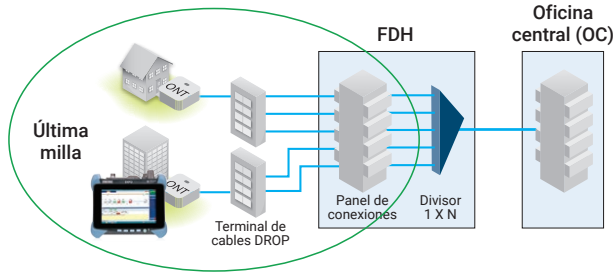 FDH
Oficina
central (OC)
ONT
Última
milla
ONT
Terminal de
cables DROP
Panel de
conexiones
Divisor
1 X N